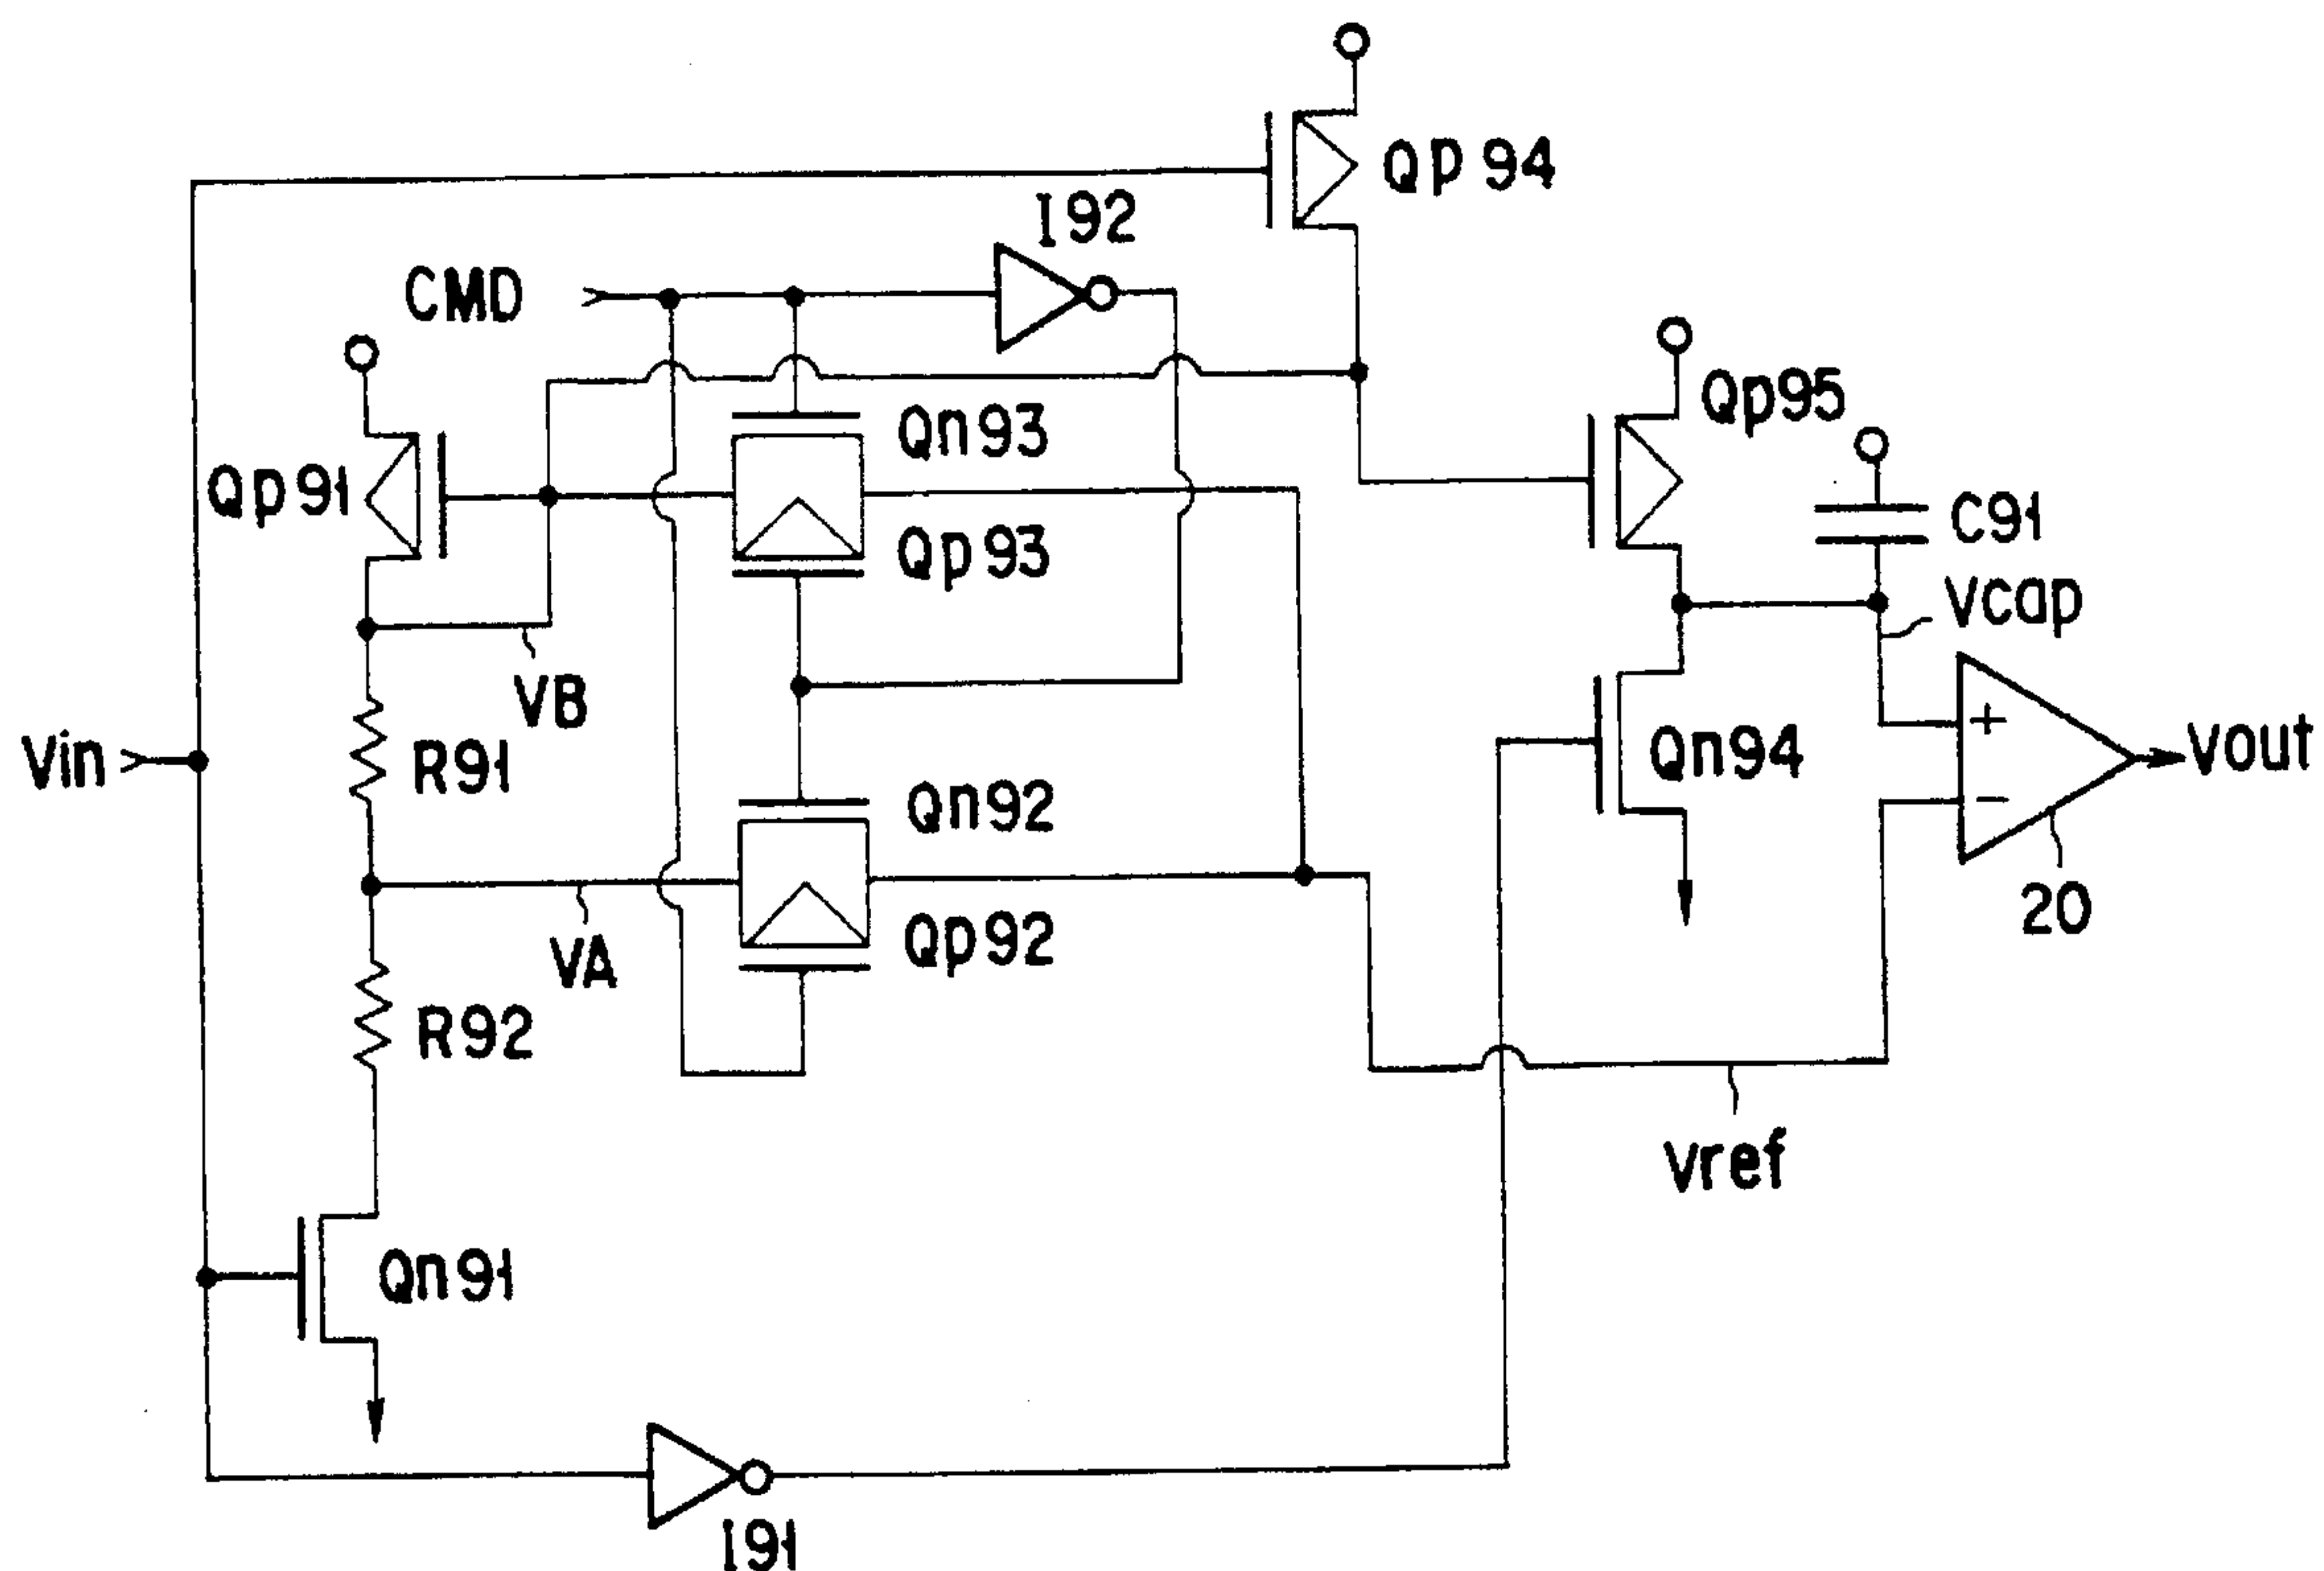 Qp94
I92
CMD
Qp95
Qn93
Qp91
C91
Qp93
Vcap
VB
Vin
R91
Qn94
+
Vout
Qn92
-
20
VA
Qp92
R92
Vref
Qn91
I91